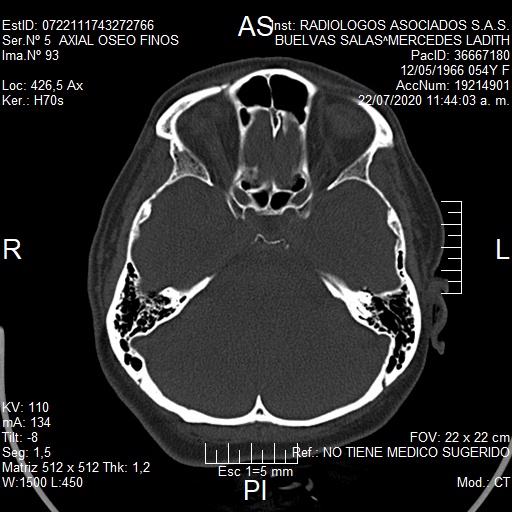 EstID: 0722111743272766
Ser.Nº 5 AXIAL OSEO FINOS
Ima.Nº 93
Loc: 426,5 Ax
Ker.: H70s
AS
Inst: RADIOLOGOS ASOCIADOS S.A.S.
BUELVAS SALAS^MERCEDES LADITH
PacID: 36667180
12/05/1966 054Y F
AccNum: 19214901
22/07/2020 11:44:03 a. m.
R
L
KV: 110
mA: 134
Tilt: -8
Seg: 1,5
Matriz 512 x 512 Thk: 1,2
W:1500 L:450
Esc 1=5 mm
PI
FOV: 22 x 22 cm
Ref.: NO TIENE MEDICO SUGERIDO
Mod.: CT